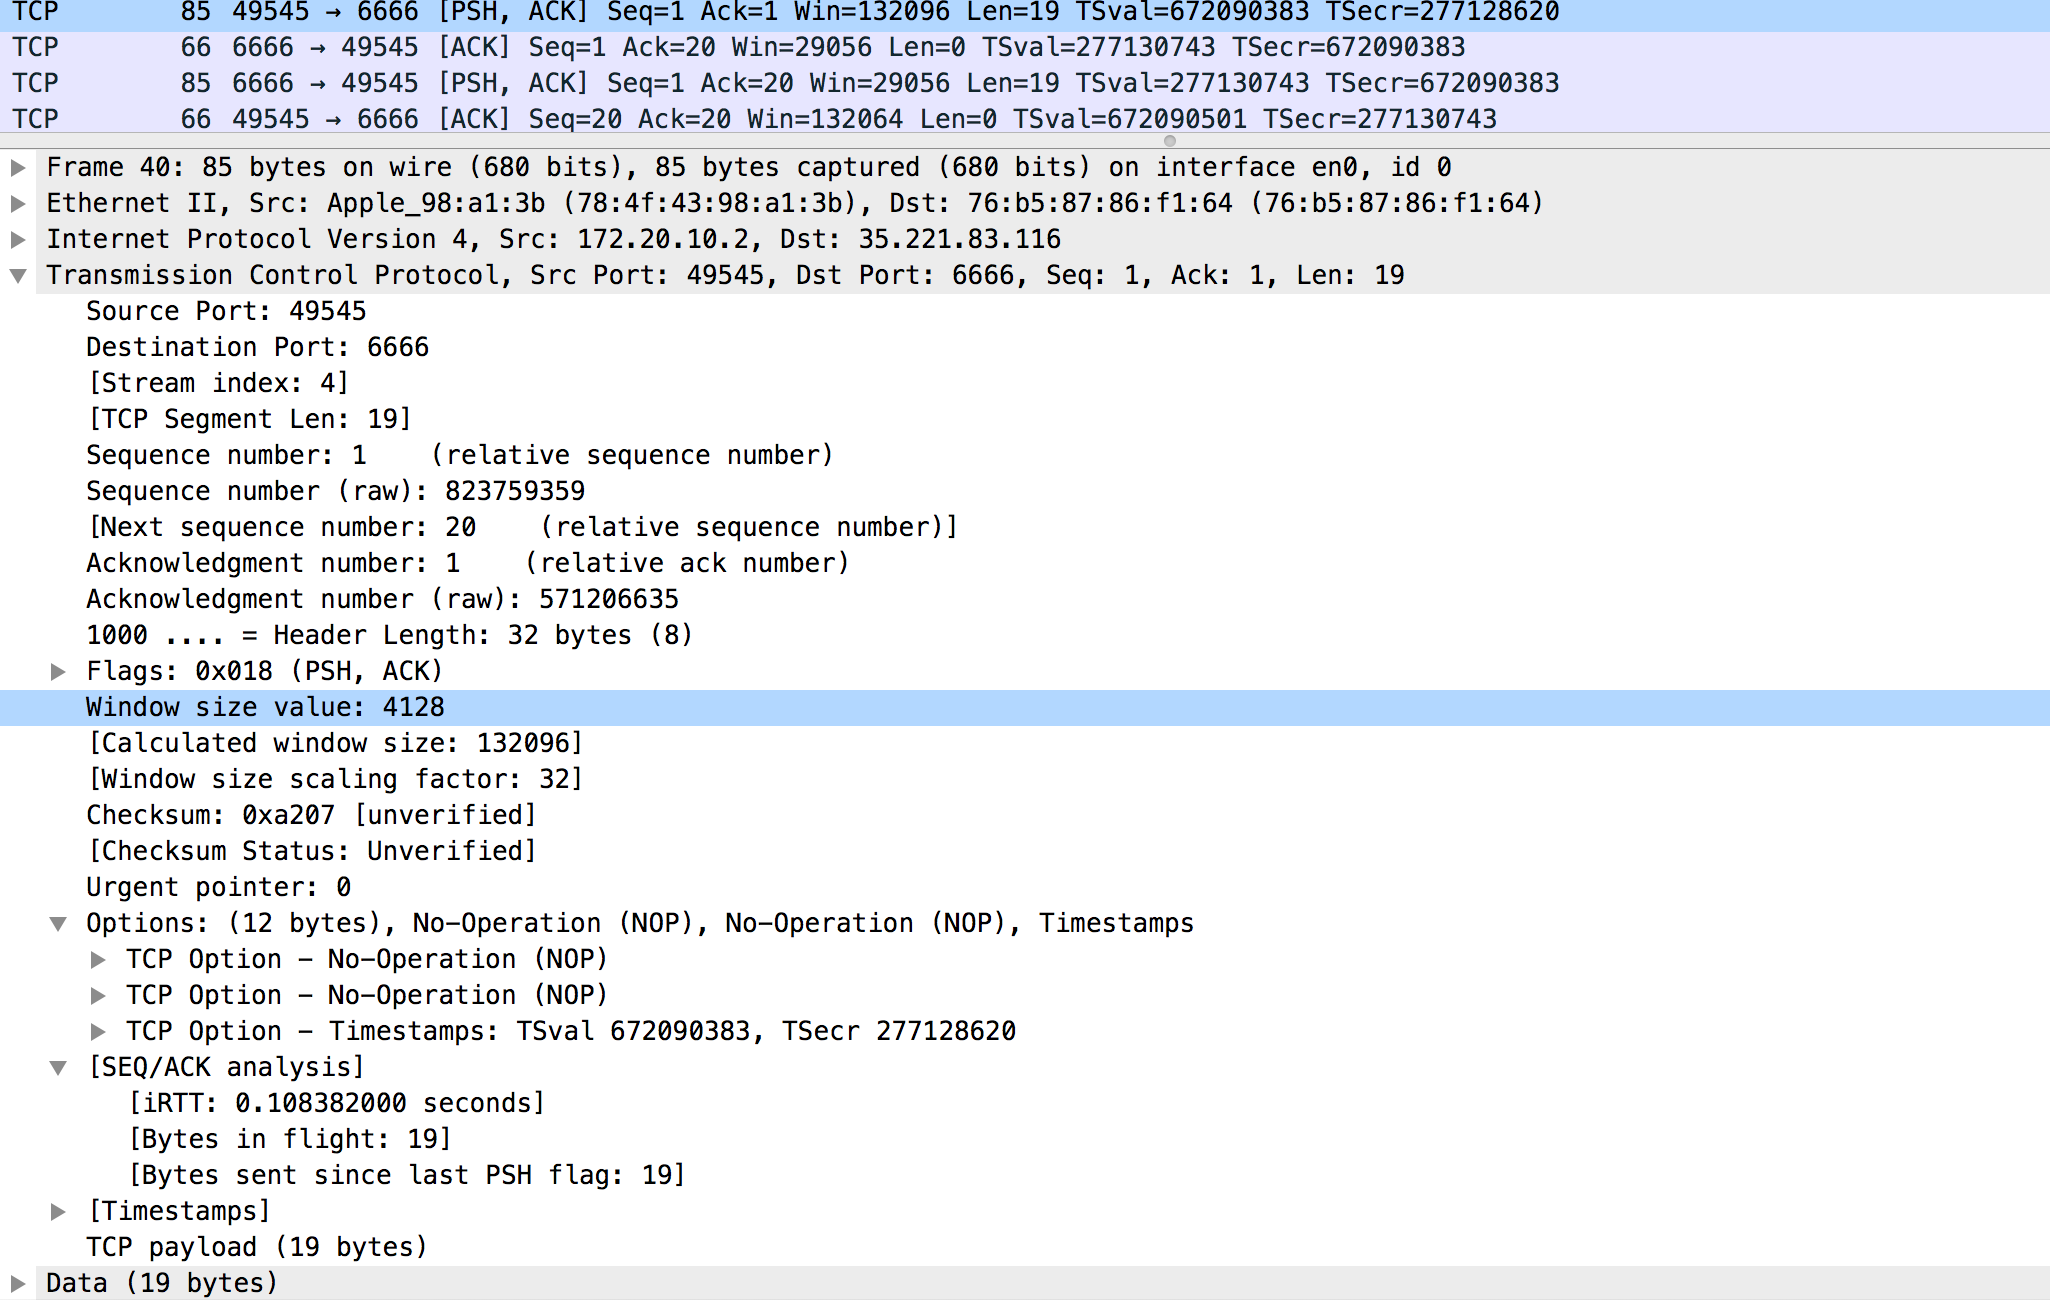 TCP 85 49545 → 6666 [PSH, ACK] Seq=1 Ack=1 Win=132096 Len=19 TSval=672090383 TSecr=277128620
TCP 66 6666 → 49545 [ACK] Seq=1 Ack=20 Win=29056 Len=0 TSval=277130743 TSecr=672090383
TCP 85 6666 → 49545 [PSH, ACK] Seq=1 Ack=20 Win=29056 Len=19 TSval=277130743 TSecr=672090383
TCP 66 49545 → 6666 [ACK] Seq=20 Ack=20 Win=132064 Len=0 TSval=672090501 TSecr=277130743
Frame 40: 85 bytes on wire (680 bits), 85 bytes captured (680 bits) on interface en0, id 0
Ethernet II, Src: Apple_98:a1:3b (78:4f:43:98:a1:3b), Dst: 76:b5:87:86:f1:64 (76:b5:87:86:f1:64)
Internet Protocol Version 4, Src: 172.20.10.2, Dst: 35.221.83.116
Transmission Control Protocol, Src Port: 49545, Dst Port: 6666, Seq: 1, Ack: 1, Len: 19
Source Port: 49545
Destination Port: 6666
[Stream index: 4]
[TCP Segment Len: 19]
Sequence number: 1    (relative sequence number)
Sequence number (raw): 823759359
[Next sequence number: 20    (relative sequence number)]
Acknowledgment number: 1    (relative ack number)
Acknowledgment number (raw): 571206635
1000 .... = Header Length: 32 bytes (8)
Flags: 0x018 (PSH, ACK)
Window size value: 4128
[Calculated window size: 132096]
[Window size scaling factor: 32]
Checksum: 0xa207 [unverified]
[Checksum Status: Unverified]
Urgent pointer: 0
Options: (12 bytes), No-Operation (NOP), No-Operation (NOP), Timestamps
TCP Option – No-Operation (NOP)
TCP Option – No-Operation (NOP)
TCP Option – Timestamps: TSval 672090383, TSecr 277128620
[SEQ/ACK analysis]
[iRTT: 0.108382000 seconds]
[Bytes in flight: 19]
[Bytes sent since last PSH flag: 19]
[Timestamps]
TCP payload (19 bytes)
Data (19 bytes)